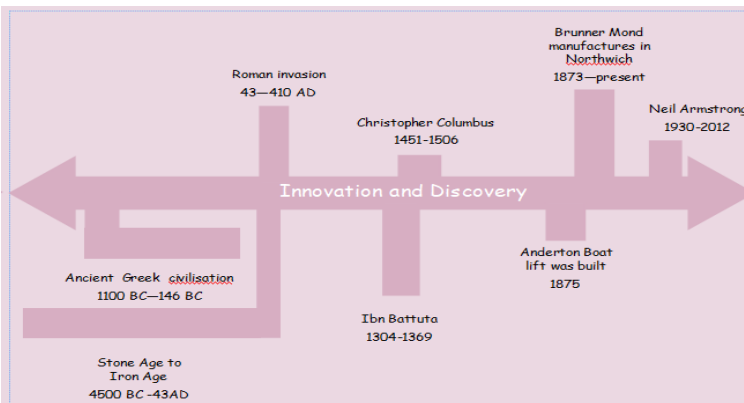 Brunner Mond
manufactures in
Northwich
1873—present
Roman invasion
43—410 AD
Neil Armstrong
1930-2012
Christopher Columbus
1451-1506
Innovation and Discovery
Anderton Boat
lift was built
1875
Ancient Greek civilisation
1100 BC—146 BC
Ibn Battuta
1304-1369
Stone Age to
Iron Age
4500 BC -43AD